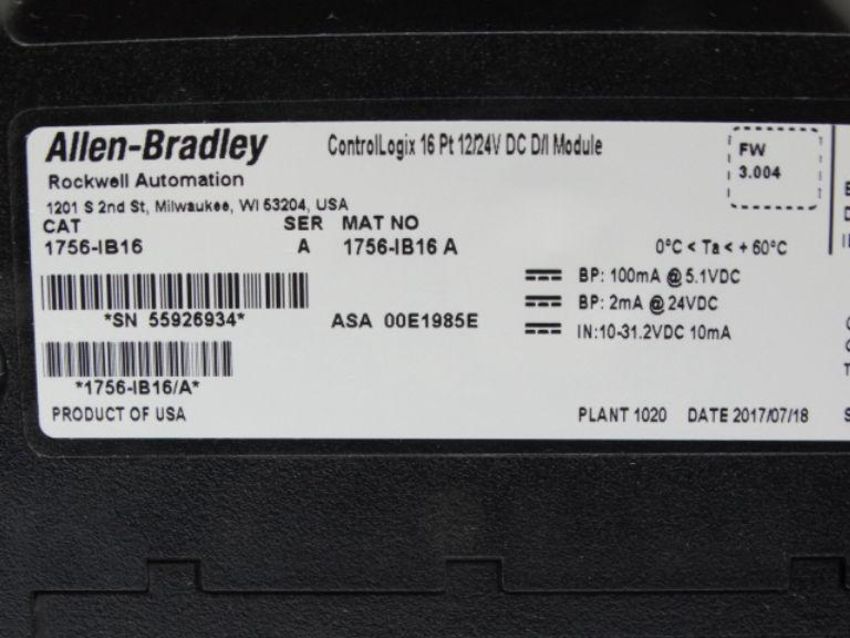 Allen-Bradley
ControlLogix 16 Pt 12/24V DC D/I Module
FW
3.004
Rockwell Automation
1201 S 2nd St, Milwaukee, WI 53204, USA
CAT SER MAT NO
1756-IB16 A 1756-IB16 A
0°C < Ta < + 60°C
BP: 100mA @ 5.1VDC
BP: 2mA @ 24VDC
*SN 55926934* ASA 00E1985E
IN:10-31.2VDC 10mA
*1756-IB16/A*
PRODUCT OF USA
PLANT 1020 DATE 2017/07/18